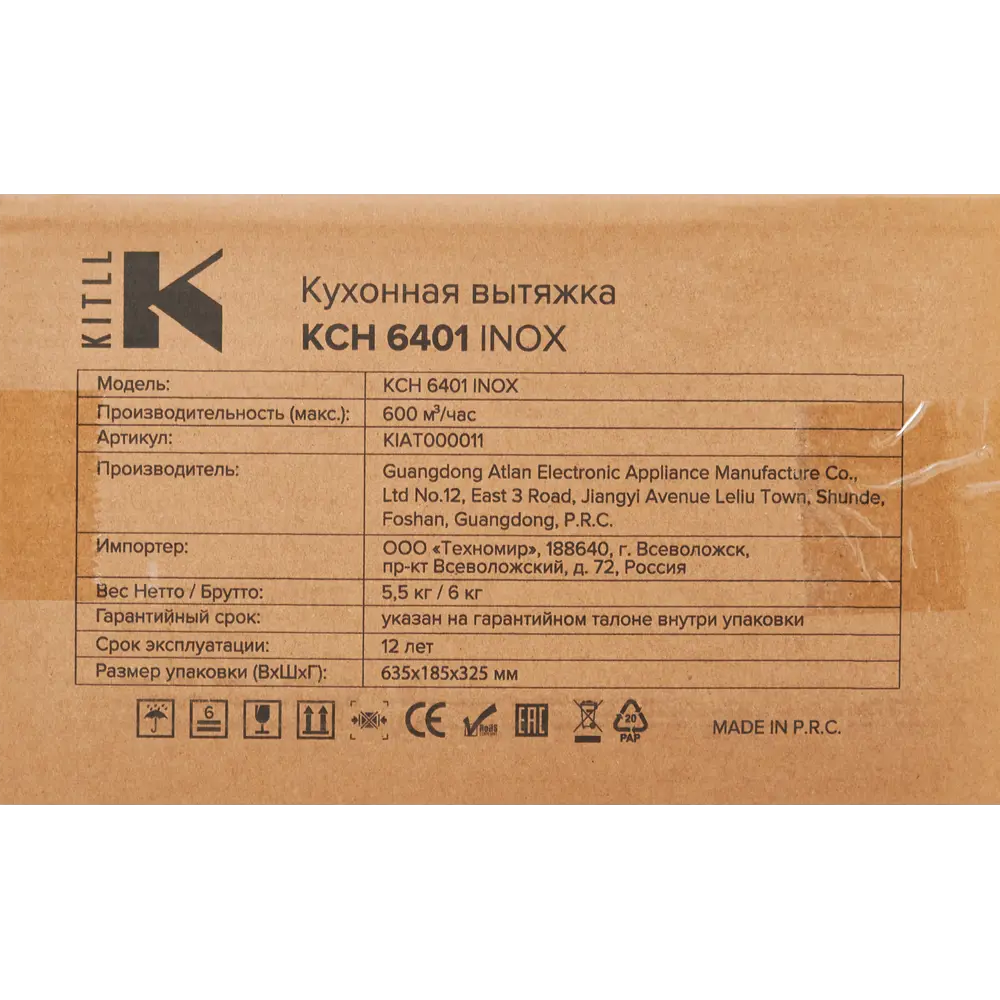 KITLL
Кухонная вытяжка
KCH 6401 INOX
Модель: KCH 6401 INOX
Производительность (макс.): 600 м³/час
Артикул: KIAT000011
Производитель: Guangdong Atlan Electronic Appliance Manufacture Co.,
Ltd No.12, East 3 Road, Jiangyi Avenue Leliu Town, Shunde,
Foshan, Guangdong, P.R.C.
Импортер: ООО «Техномир», 188640, г. Всеволожск,
пр-кт Всеволожский, д. 72, Россия
Вес Нетто / Брутто: 5,5 кг / 6 кг
Гарантийный срок: указан на гарантийном талоне внутри упаковки
Срок эксплуатации: 12 лет
Размер упаковки (ВхШхГ): 635х185х325 мм
6 CE RoHS EAC 20 PAP MADE IN P.R.C.